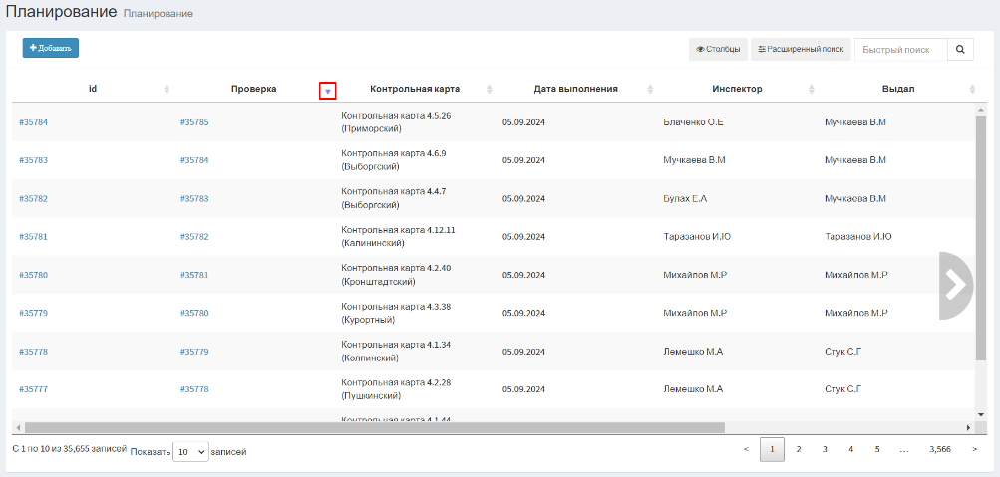 Планирование Планирование
Добавить
Столбцы Расширенный поиск Быстрый поиск
id Проверка Контрольная карта Дата выполнения Инспектор Выдал
#35784 #35785 Контрольная карта 4.5.26 (Приморский) 05.09.2024 Блаченко О.Е Мучкаева В.М
#35783 #35784 Контрольная карта 4.6.9 (Выборгский) 05.09.2024 Мучкаева В.М Мучкаева В.М
#35782 #35783 Контрольная карта 4.4.7 (Выборгский) 05.09.2024 Булах Е.А Мучкаева В.М
#35781 #35782 Контрольная карта 4.12.11 (Калининский) 05.09.2024 Таразанов И.Ю Таразанов И.Ю
#35780 #35781 Контрольная карта 4.2.40 (Кронштадтский) 05.09.2024 Михайлов М.Р Михайлов М.Р
#35779 #35780 Контрольная карта 4.3.38 (Курортный) 05.09.2024 Михайлов М.Р Михайлов М.Р
#35778 #35779 Контрольная карта 4.1.34 (Колпинский) 05.09.2024 Лемешко М.А Стук С.Г
#35777 #35778 Контрольная карта 4.2.28 (Пушкинский) 05.09.2024 Лемешко М.А Стук С.Г
Контрольная карта 4.1.44
С 1 по 10 из 35,655 записей Показать 10 записей < 1 2 3 4 5 ... 3,566 >